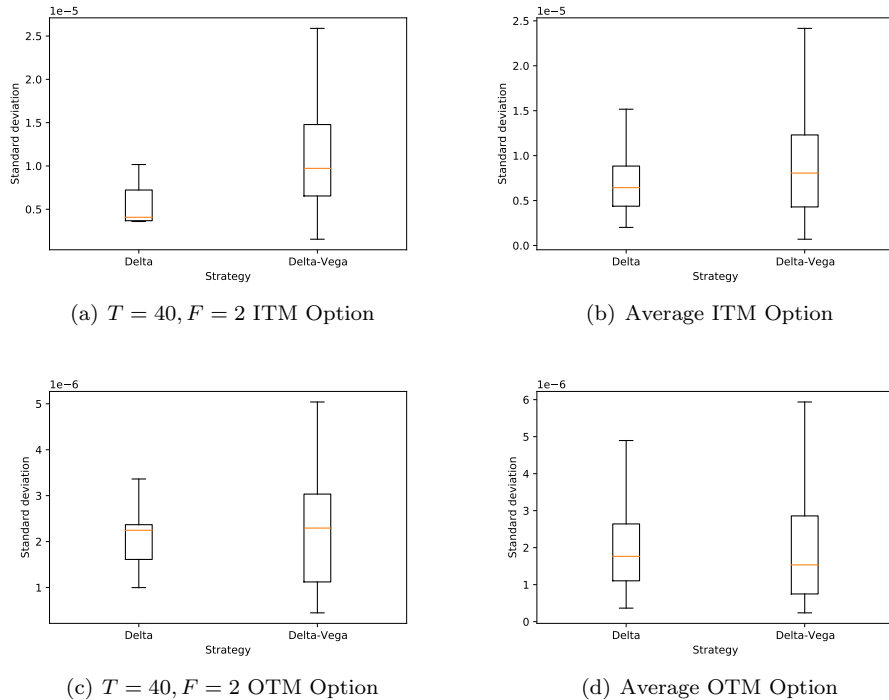 1e−5
2.5
2.0
1.5
1.0
0.5
Standard deviation
Delta
Delta-Vega
Strategy
(a) T = 40, F = 2 ITM Option
1e−5
2.5
2.0
1.5
1.0
0.5
0.0
Standard deviation
Delta
Delta-Vega
Strategy
(b) Average ITM Option
1e−6
5
4
3
2
1
Standard deviation
Delta
Delta-Vega
Strategy
(c) T = 40, F = 2 OTM Option
1e−6
6
5
4
3
2
1
0
Standard deviation
Delta
Delta-Vega
Strategy
(d) Average OTM Option